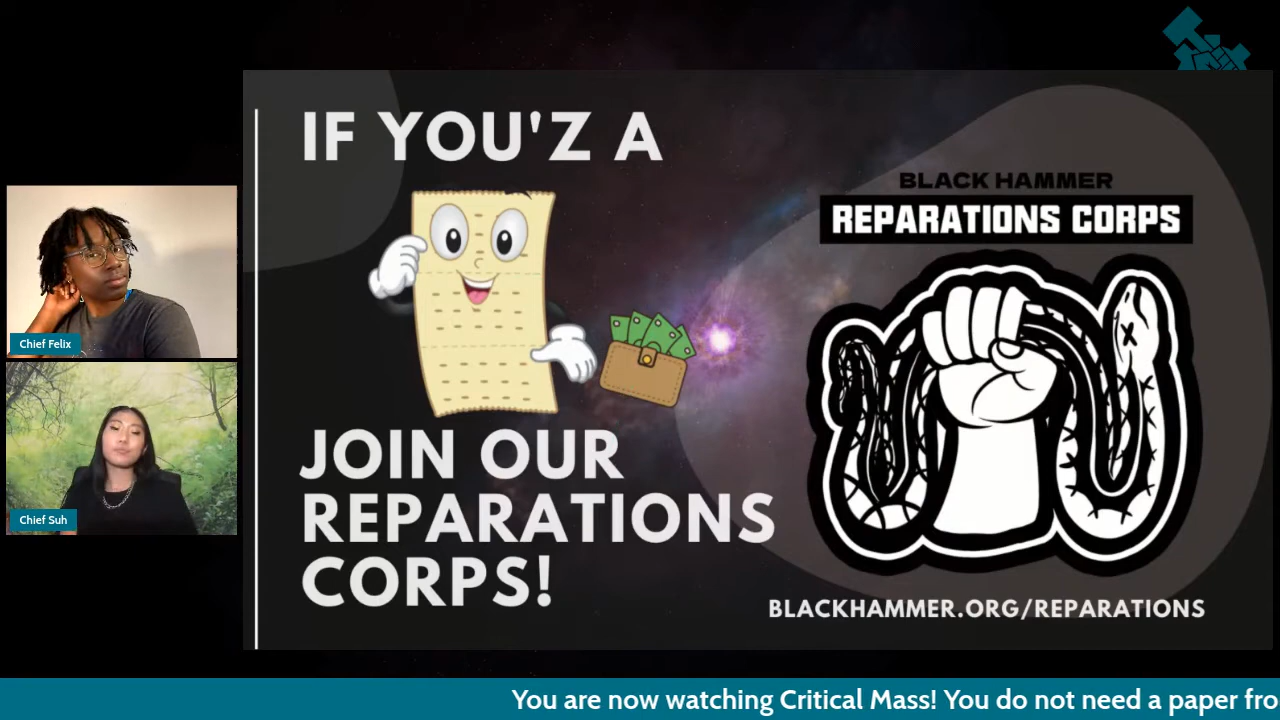 IF YOU'Z A
JOIN OUR
REPARATIONS
CORPS!
BLACK HAMMER
REPARATIONS CORPS
BLACKHAMMER.ORG/REPARATIONS
Chief Felix
Chief Suh
You are now watching Critical Mass! You do not need a paper fro